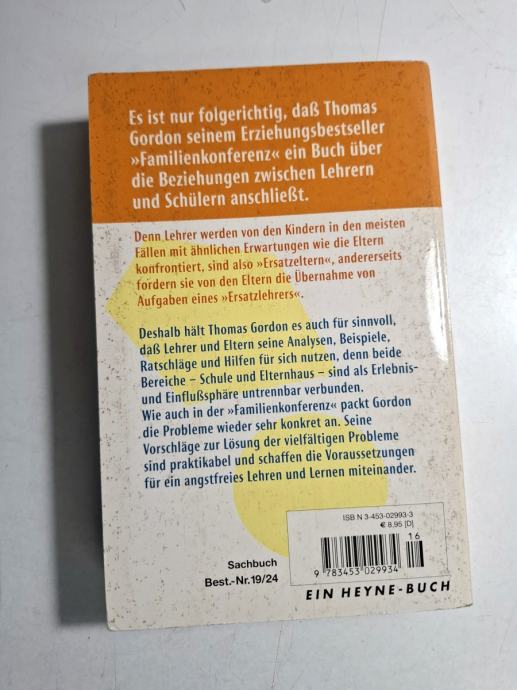 Es ist nur folgerichtig, daß Thomas
Gordon seinem Erziehungsbestseller
»Familienkonferenz« ein Buch über
die Beziehungen zwischen Lehrern
und Schülern anschließt.
Denn Lehrer werden von den Kindern in den meisten
Fällen mit ähnlichen Erwartungen wie die Eltern
konfrontiert, sind also »Ersatzeltern«, andererseits
fordern sie von den Eltern die Übernahme von
Aufgaben eines »Ersatzlehrers«.
Deshalb hält Thomas Gordon es auch für sinnvoll,
daß Lehrer und Eltern seine Analysen, Beispiele,
Ratschläge und Hilfen für sich nutzen, denn beide
Bereiche – Schule und Elternhaus – sind als Erlebnis-
und Einflußsphäre untrennbar verbunden.
Wie auch in der »Familienkonferenz« packt Gordon
die Probleme wieder sehr konkret an. Seine
Vorschläge zur Lösung der vielfältigen Probleme
sind praktikabel und schaffen die Voraussetzungen
für ein angstfreies Lehren und Lernen miteinander.
ISBN 3-453-02993-3
€ 8,95 [D]
16
9 783453 029934
Sachbuch
Best.-Nr. 19/24
EIN HEYNE-BUCH